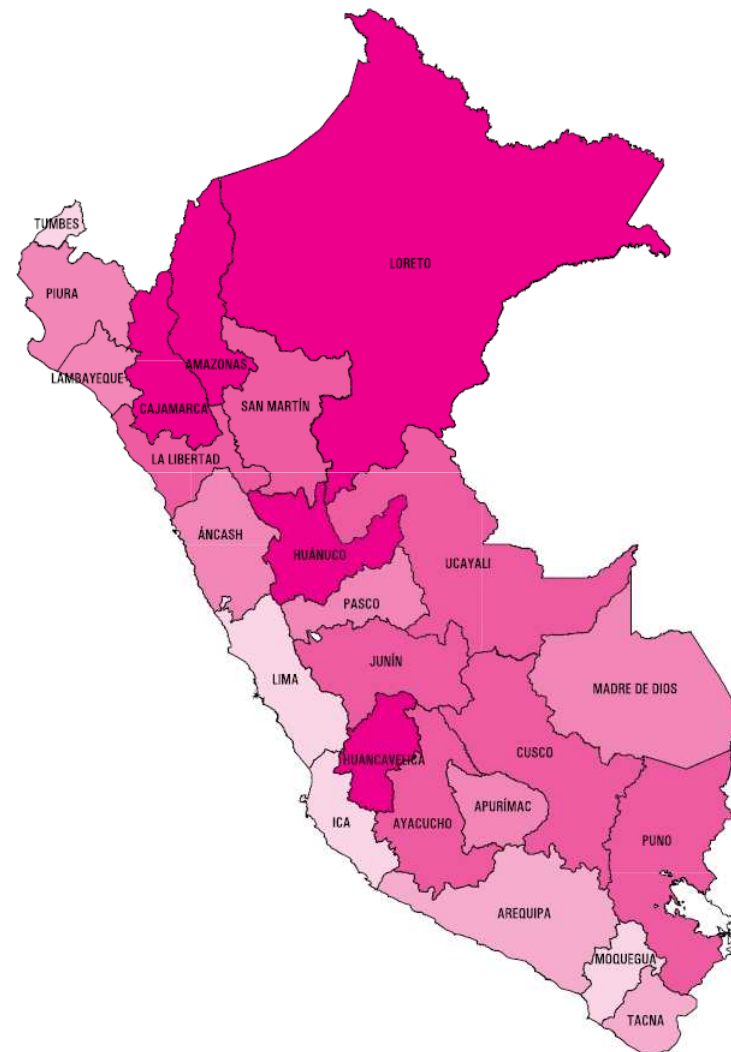 TUMBES
LORETO
PIURA
AMAZONAS
LAMBAYEQUE
CAJAMARCA
SAN MARTÍN
LA LIBERTAD
ÁNCASH
HUÁNUCO
UCAYALI
PASCO
JUNÍN
LIMA
MADRE DE DIOS
HUANCAVELICA
CUSCO
APURÍMAC
ICA
AYACUCHO
PUNO
AREQUIPA
MOQUEGUA
TACNA